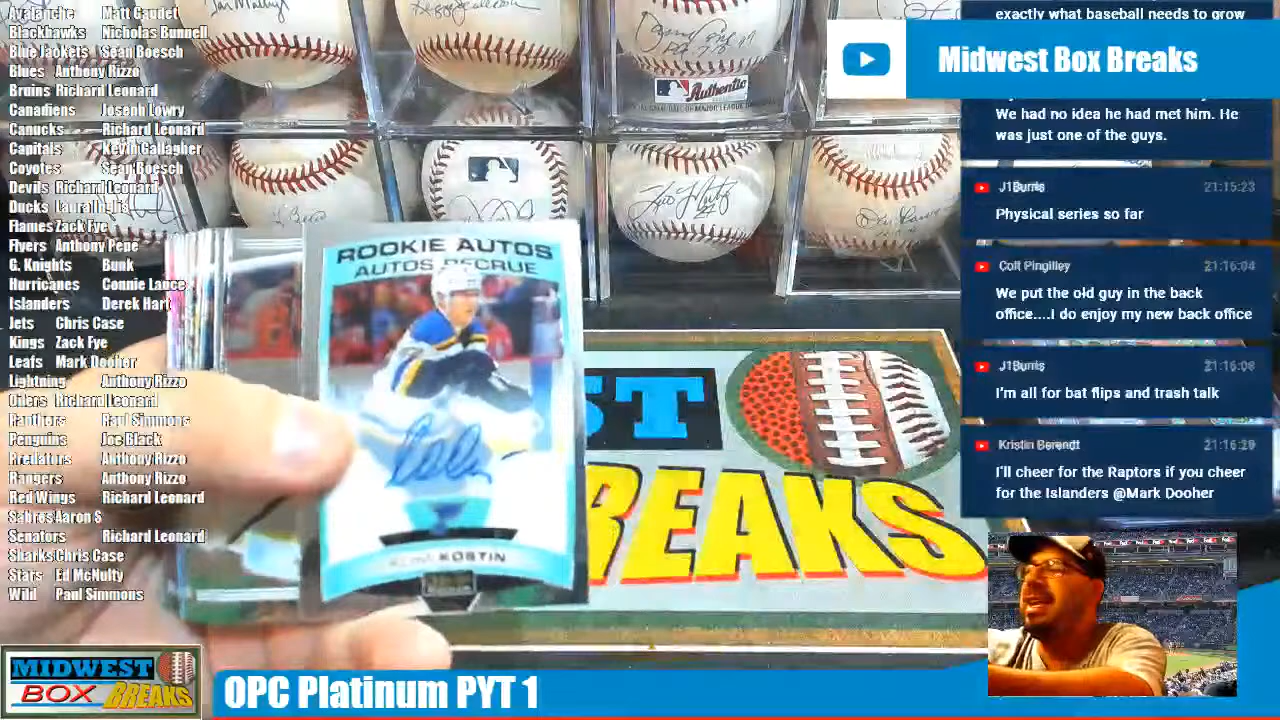 Avalanche Matt Gaudet
Blackhawks Nicholas Bunnell
Blue Jackets Sean Boesch
Blues Anthony Rizzo
Bruins Richard Leonard
Canadiens Joseph Lowry
Canucks Richard Leonard
Capitals Kevin Gallagher
Coyotes Sean Boesch
Devils Richard Leonard
Ducks
Flames Zack Fye
Flyers Anthony Pene
G. Knights Bunk
Hurricanes Connie Lance
Islanders Derek Hart
Jets Chris Case
Kings Zack Fye
Leafs Mark Dooher
Lightning Anthony Rizzo
Oilers Richard Leonard
Panthers Paul Simmons
Penguins Joe Black
Predators Anthony Rizzo
Rangers Anthony Rizzo
Red Wings Richard Leonard
Sabres Aaron S
Senators Richard Leonard
Sharks Chris Case
Stars Ed McNulty
Wild Paul Simmons
Authentic
ROOKIE AUTOS
AUTOS RECRUE
KOSTIN
ST
BREAKS
exactly what baseball needs to grow
Midwest Box Breaks
We had no idea he had met him. He
was just one of the guys.
J1Burris 21:15:23
Physical series so far
Colt Pingilley 21:16:04
We put the old guy in the back
office....I do enjoy my new back office
J1Burris 21:16:08
I'm all for bat flips and trash talk
Kristin Berendt 21:16:29
I'll cheer for the Raptors if you cheer
for the Islanders @Mark Dooher
MIDWEST
BOX BREAKS
OPC Platinum PYT 1